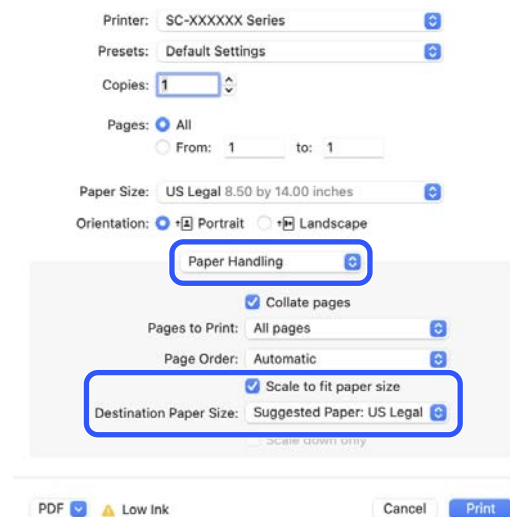 Printer: SC-XXXXXX Series
Presets: Default Settings
Copies: 1
Pages: All
From: 1 to: 1
Paper Size: US Legal 8.50 by 14.00 inches
Orientation: Portrait Landscape
Paper Handling
Collate pages
Pages to Print: All pages
Page Order: Automatic
Scale to fit paper size
Destination Paper Size: Suggested Paper: US Legal
Scale down only
PDF Low Ink Cancel Print